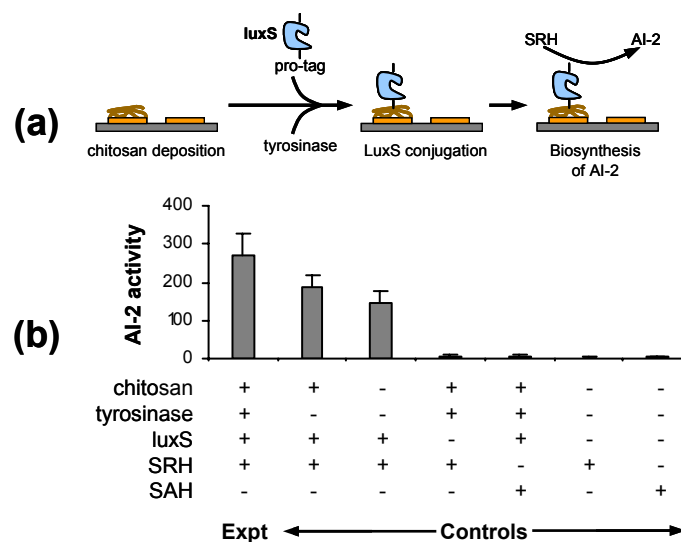 (a)
luxS
pro-tag
tyrosinase
SRH AI-2
chitosan deposition
LuxS conjugation
Biosynthesis
of AI-2
(b)
AI-2 activity
400
300
200
100
0
chitosan + + - + + - -
tyrosinase + - - + + - -
luxS + + + - + - -
SRH + + + + - + -
SAH - - - - + - +
Expt Controls